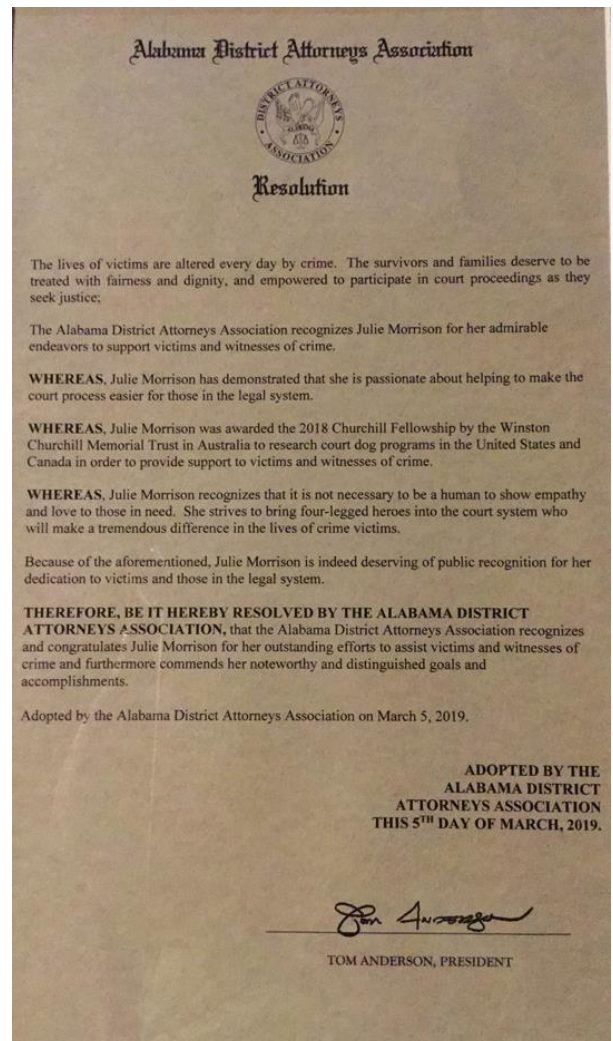 Alabama District Attorneys Association
DISTRICT ATTORNEYS
ALABAMA
ASSOCIATION
Resolution
The lives of victims are altered every day by crime. The survivors and families deserve to be
treated with fairness and dignity, and empowered to participate in court proceedings as they
seek justice;
The Alabama District Attorneys Association recognizes Julie Morrison for her admirable
endeavors to support victims and witnesses of crime.
WHEREAS, Julie Morrison has demonstrated that she is passionate about helping to make the
court process easier for those in the legal system.
WHEREAS, Julie Morrison was awarded the 2018 Churchill Fellowship by the Winston
Churchill Memorial Trust in Australia to research court dog programs in the United States and
Canada in order to provide support to victims and witnesses of crime.
WHEREAS, Julie Morrison recognizes that it is not necessary to be a human to show empathy
and love to those in need. She strives to bring four-legged heroes into the court system who
will make a tremendous difference in the lives of crime victims.
Because of the aforementioned, Julie Morrison is indeed deserving of public recognition for her
dedication to victims and those in the legal system.
THEREFORE, BE IT HEREBY RESOLVED BY THE ALABAMA DISTRICT
ATTORNEYS ASSOCIATION, that the Alabama District Attorneys Association recognizes
and congratulates Julie Morrison for her outstanding efforts to assist victims and witnesses of
crime and furthermore commends her noteworthy and distinguished goals and
accomplishments.
Adopted by the Alabama District Attorneys Association on March 5, 2019.
ADOPTED BY THE
ALABAMA DISTRICT
ATTORNEYS ASSOCIATION
THIS 5TH DAY OF MARCH, 2019.
Tom Anderson
TOM ANDERSON, PRESIDENT